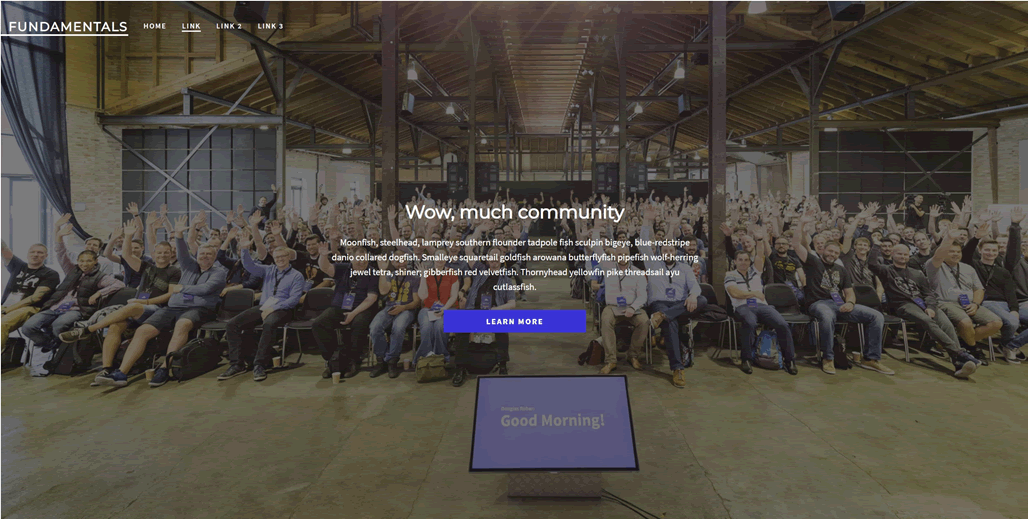 FUNDAMENTALS HOME LINK LINK 2 LINK 3
Wow, much community
Moonfish, steelhead, lamprey southern flounder tadpole fish sculpin bigeye, blue-redstripe
danio collared dogfish. Smalleye squaretail goldfish arowana butterflyfish pipefish wolf-herring
jewel tetra, shiner; gibberfish red velvetfish. Thornyhead yellowfin pike threadsail ayu
cutlassfish.
LEARN MORE
Good Morning!